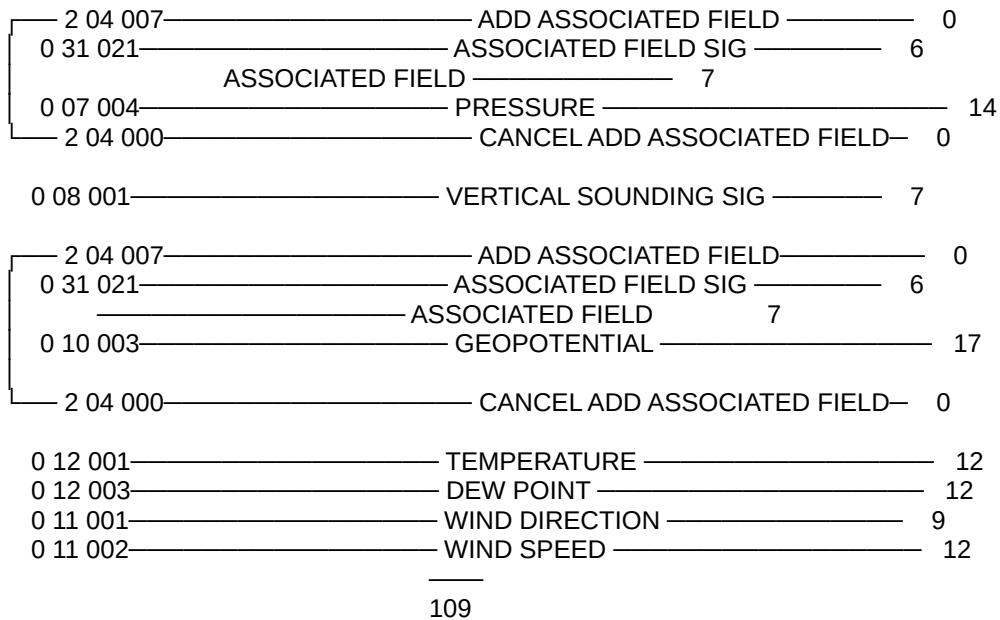 2 04 007 ADD ASSOCIATED FIELD 0
0 31 021 ASSOCIATED FIELD SIG 6
ASSOCIATED FIELD 7
0 07 004 PRESSURE 14
2 04 000 CANCEL ADD ASSOCIATED FIELD 0
0 08 001 VERTICAL SOUNDING SIG 7
2 04 007 ADD ASSOCIATED FIELD 0
0 31 021 ASSOCIATED FIELD SIG 6
ASSOCIATED FIELD 7
0 10 003 GEOPOTENTIAL 17
2 04 000 CANCEL ADD ASSOCIATED FIELD 0
0 12 001 TEMPERATURE 12
0 12 003 DEW POINT 12
0 11 001 WIND DIRECTION 9
0 11 002 WIND SPEED 12
109